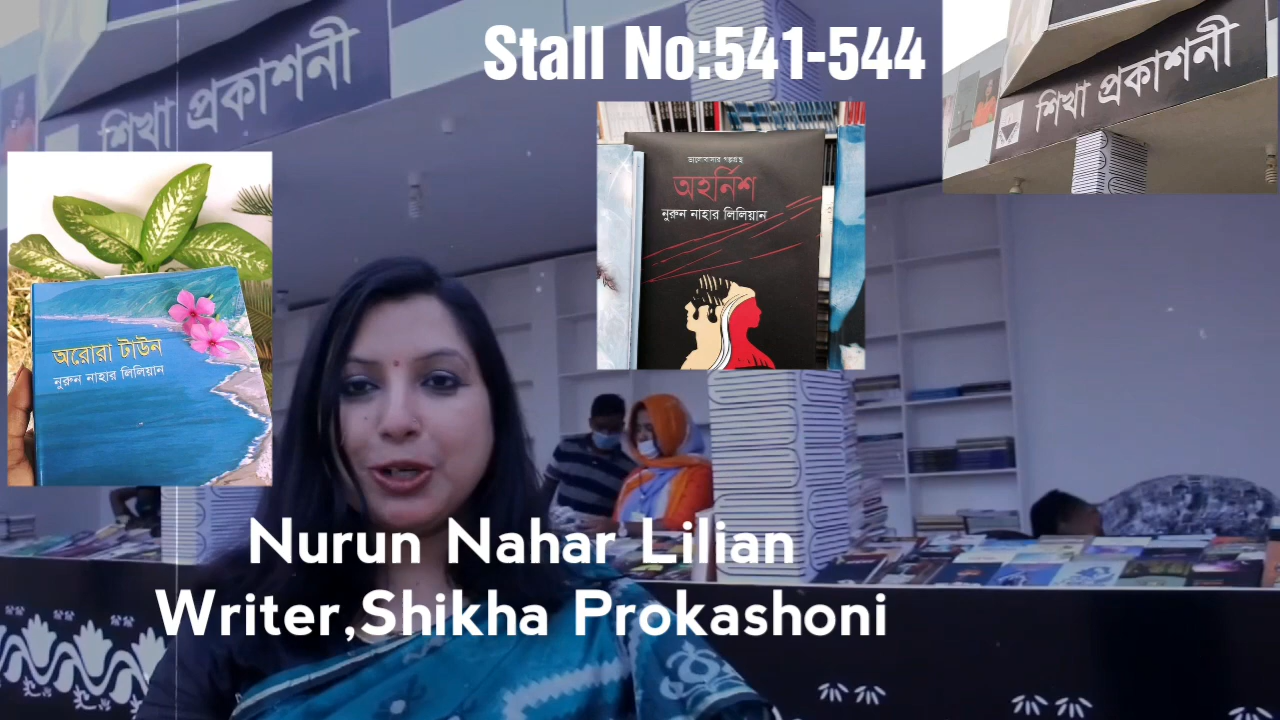 Stall No:541-544
শিখা প্রকাশনী
শিখা প্রকাশনী
ভালোবাসার গল্পগ্রন্থ
অহর্নিশ
নুরুন নাহার লিলিয়ান
অরোরা টাউন
নুরুন নাহার লিলিয়ান
Nurun Nahar Lilian
Writer,Shikha Prokashoni